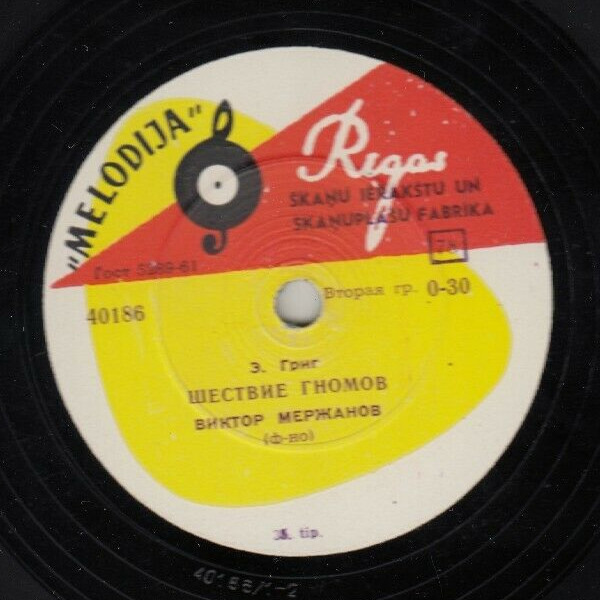 "MELODIJA"
Rigas
SKAŅU IERAKSTU UN
SKAŅUPLAŠU FABRIKA
78
Гост 5289-61
40186
Вторая гр. 0-30
Э. Григ
ШЕСТВИЕ ГНОМОВ
ВИКТОР МЕРЖАНОВ
(ф-но)
tip.
40186/1-2